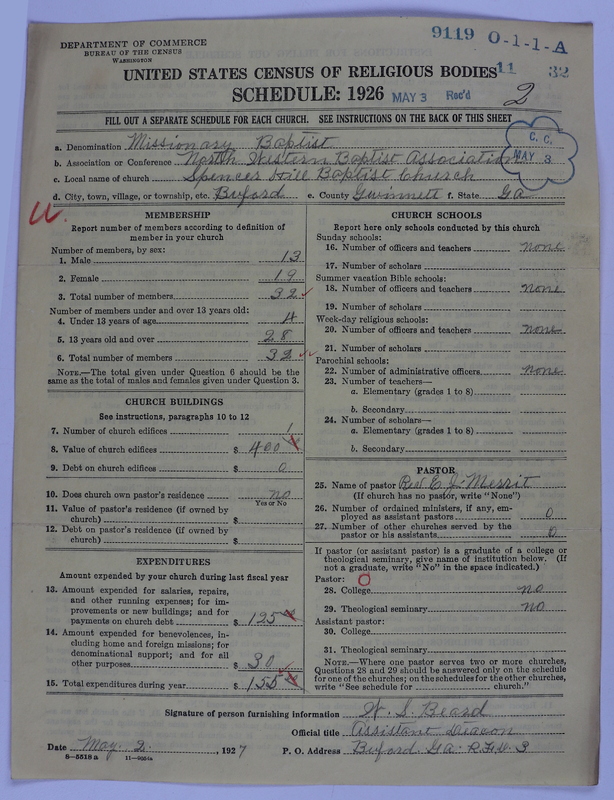 9119 O-1-1-A
DEPARTMENT OF COMMERCE
BUREAU OF THE CENSUS
WASHINGTON
UNITED STATES CENSUS OF RELIGIOUS BODIES 11 32
SCHEDULE: 1926 MAY 3 Rec'd 2
FILL OUT A SEPARATE SCHEDULE FOR EACH CHURCH. SEE INSTRUCTIONS ON THE BACK OF THIS SHEET
C. C.
MAY 3
a. Denomination Missionary Baptist
b. Association or Conference North Western Baptist Association
c. Local name of church Spencer Hill Baptist Church
d. City, town, village, or township, etc. Buford e. County Gwinnett f. State Ga
MEMBERSHIP
Report number of members according to definition of
member in your church
Number of members, by sex:
1. Male 13
2. Female 19
3. Total number of members 32
Number of members under and over 13 years old:
4. Under 13 years of age 4
5. 13 years old and over 28
6. Total number of members 32
NOTE.—The total given under Question 6 should be
the same as the total of males and females given under Question 3.
CHURCH BUILDINGS
See instructions, paragraphs 10 to 12
7. Number of church edifices 1
8. Value of church edifices $ 400
9. Debt on church edifices $ 0
10. Does church own pastor's residence no
Yes or No
11. Value of pastor's residence (if owned by
church) $
12. Debt on pastor's residence (if owned by
church) $
EXPENDITURES
Amount expended by your church during last fiscal year
13. Amount expended for salaries, repairs,
and other running expenses; for im-
provements or new buildings; and for
payments on church debt $ 125
14. Amount expended for benevolences, in-
cluding home and foreign missions; for
denominational support; and for all
other purposes $ 30
15. Total expenditures during year $ 155
CHURCH SCHOOLS
Report here only schools conducted by this church
Sunday schools:
16. Number of officers and teachers none
17. Number of scholars
Summer vacation Bible schools:
18. Number of officers and teachers none
19. Number of scholars
Week-day religious schools:
20. Number of officers and teachers none
21. Number of scholars
Parochial schools:
22. Number of administrative officers none
23. Number of teachers—
a. Elementary (grades 1 to 8)
b. Secondary
24. Number of scholars—
a. Elementary (grades 1 to 8)
b. Secondary
PASTOR
25. Name of pastor Rev C. J. Merrit
(If church has no pastor, write "None")
26. Number of ordained ministers, if any, em-
ployed as assistant pastors 0
27. Number of other churches served by the
pastor or his assistants 0
If pastor (or assistant pastor) is a graduate of a college or
theological seminary, give name of institution below. (If
not a graduate, write "No" in the space indicated.)
Pastor: 0
28. College no
29. Theological seminary no
Assistant pastor:
30. College
31. Theological seminary
NOTE.—Where one pastor serves two or more churches,
Questions 28 and 29 should be answered only on the schedule
for one of the churches; on the schedules for the other churches,
write "See schedule for church."
Signature of person furnishing information W. S. Beard
Official title Assistant Deacon
Date May. 2. , 1927 P. O. Address Buford Ga. R.F.D. 3
8—5518 a 11—9554a